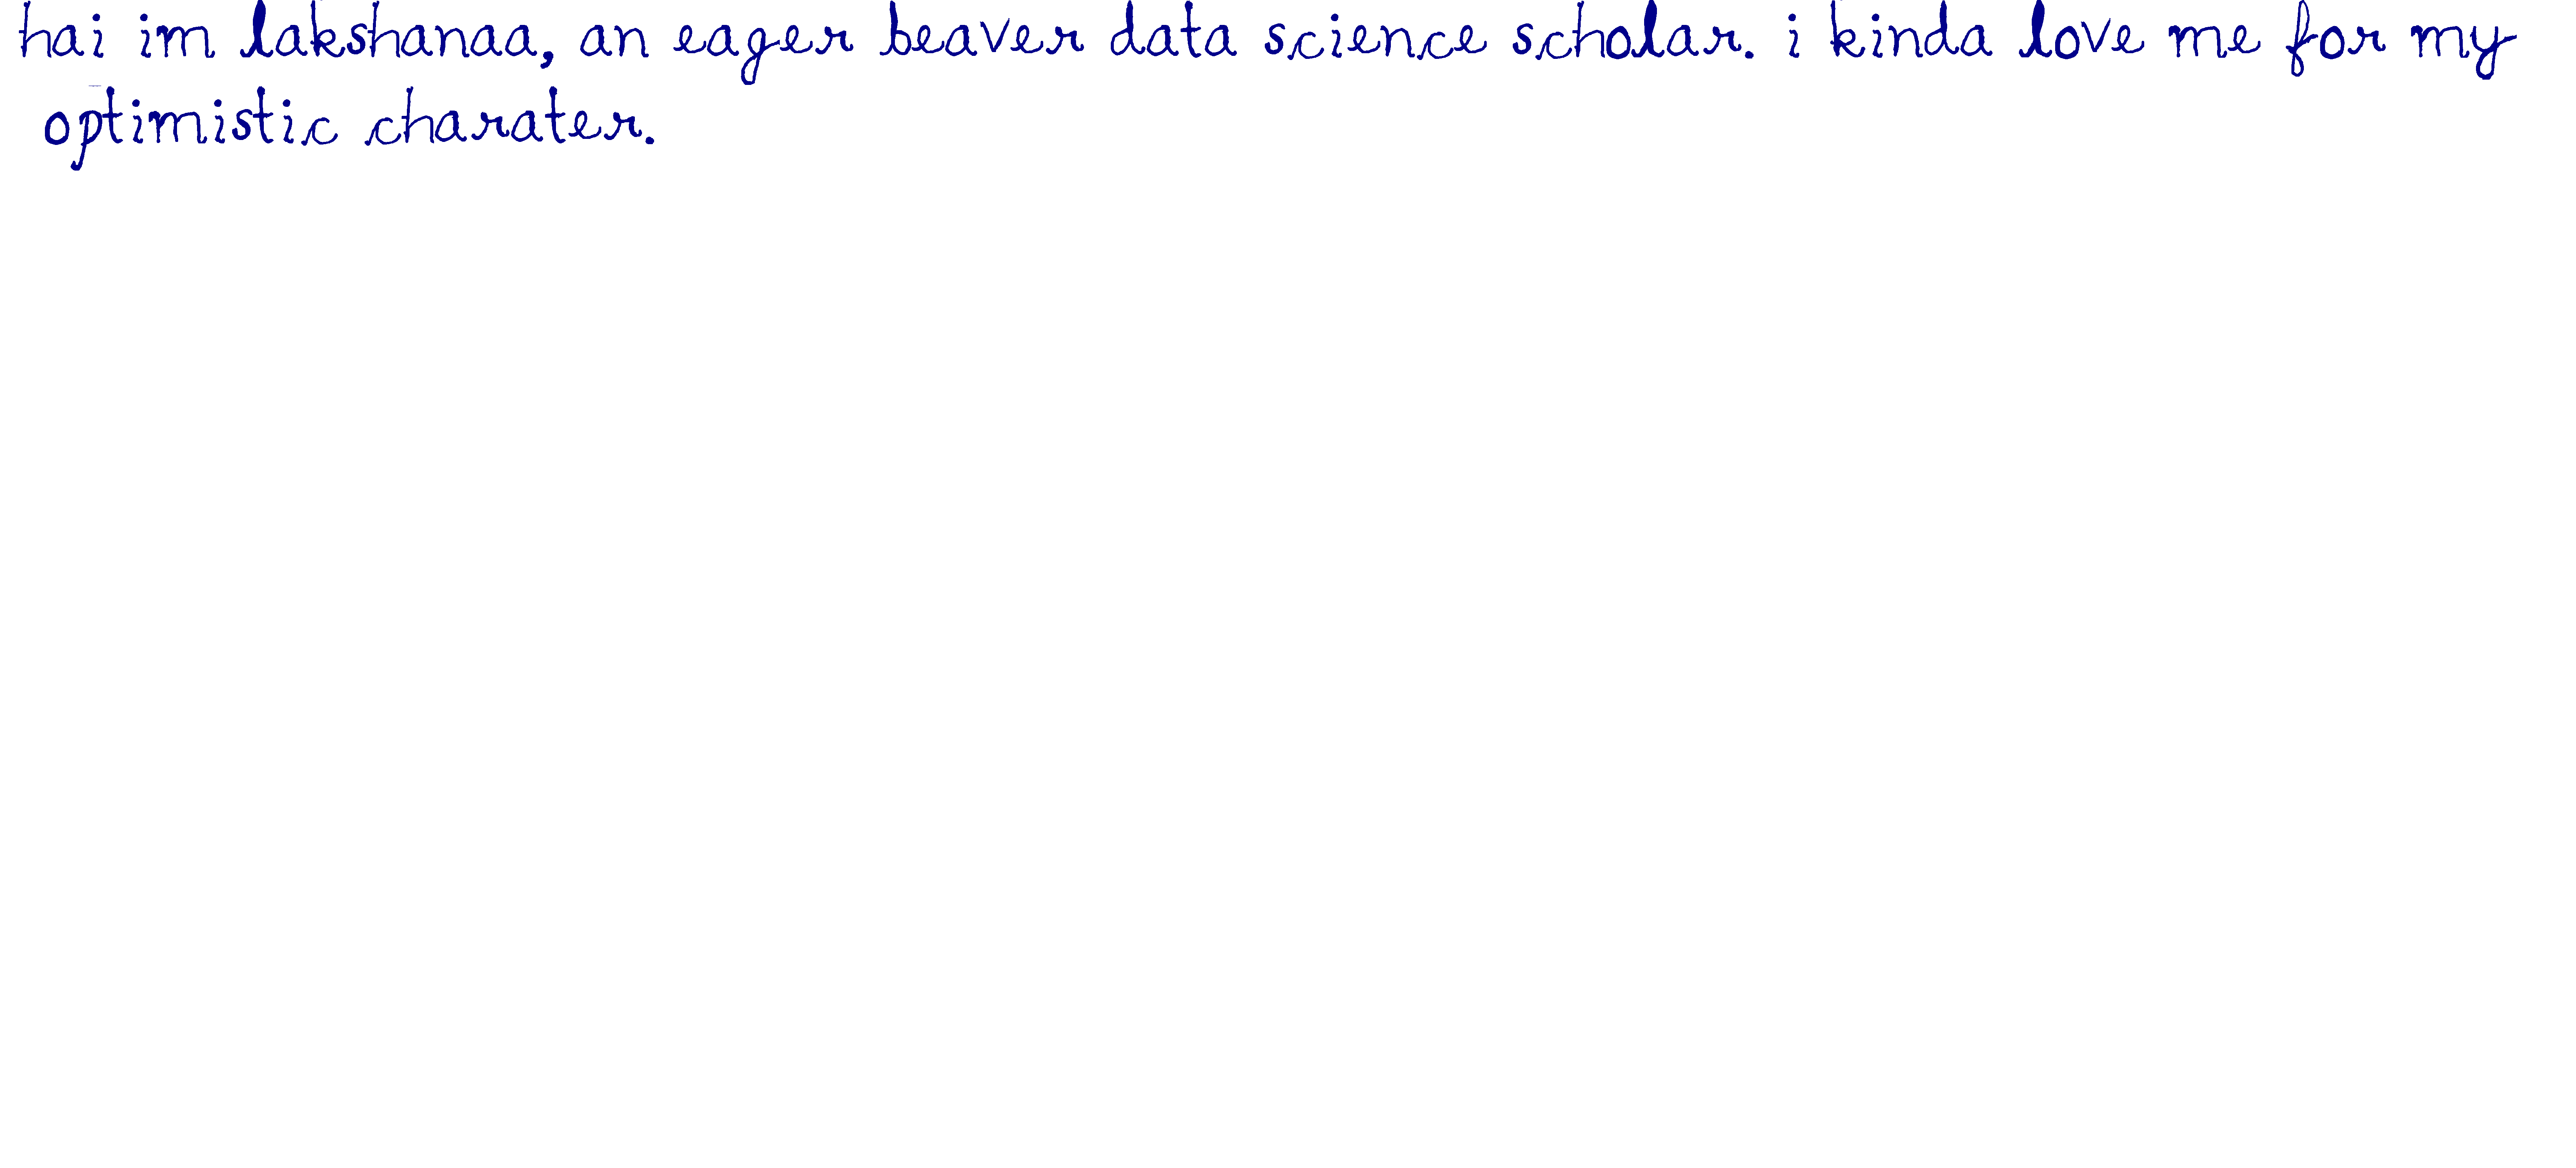 hai im lakshanaa, an eager beaver data science scholar. i kinda love me for my
optimistic charater.